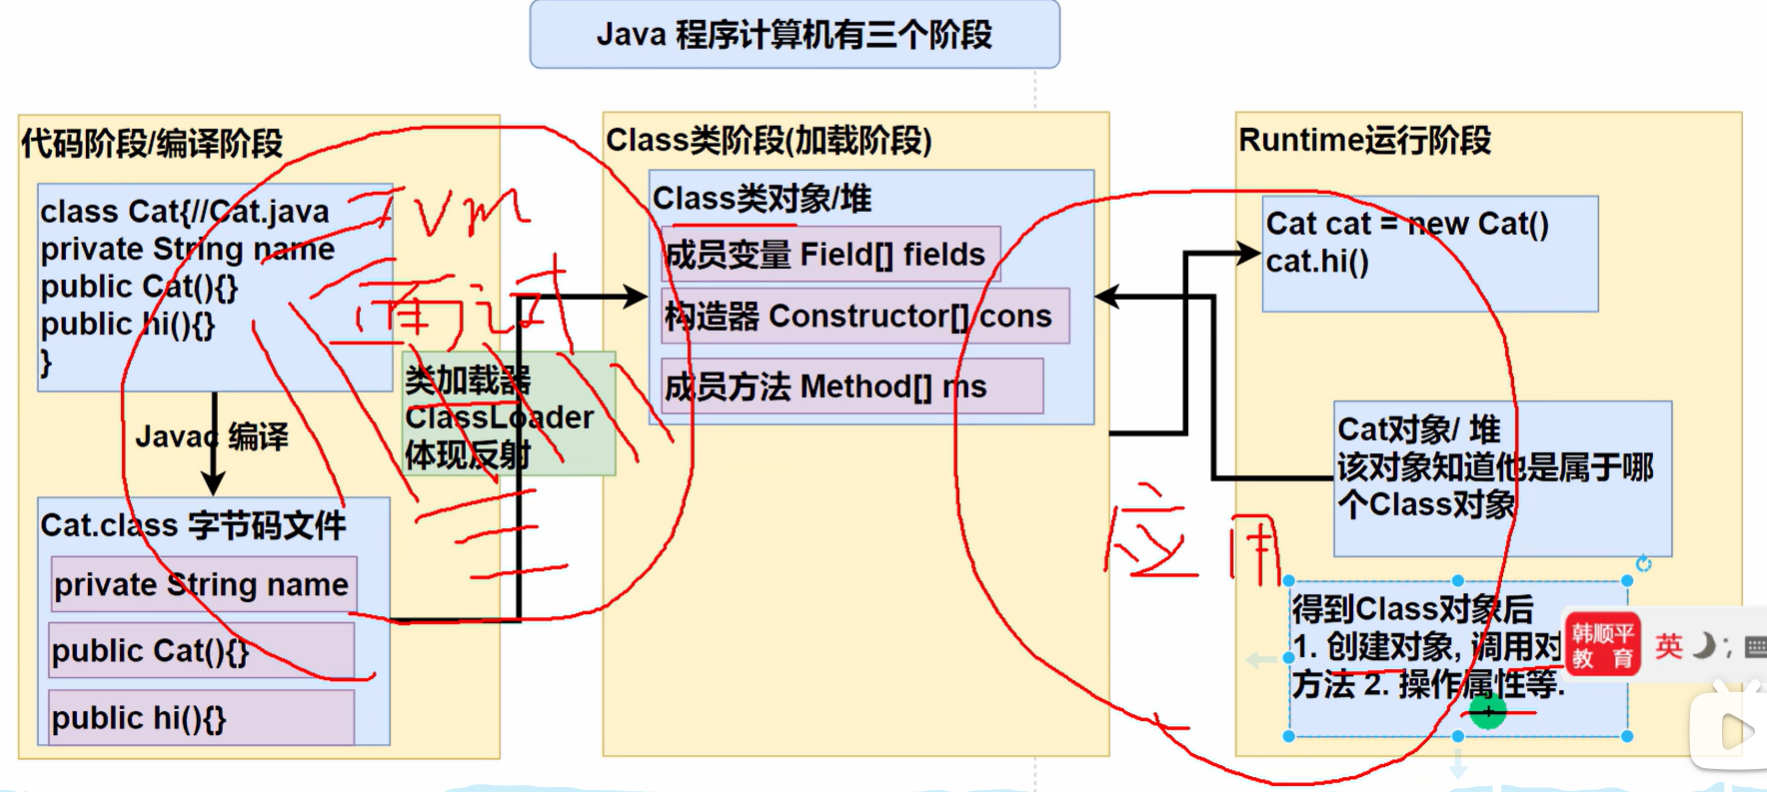 Java 程序计算机有三个阶段
代码阶段/编译阶段
class Cat{//Cat.java
private String name
public Cat(){}
public hi(){}
}
Javac 编译
Cat.class 字节码文件
private String name
public Cat(){}
public hi(){}
JVM
面试
类加载器
ClassLoader
体现反射
Class类阶段(加载阶段)
Class类对象/堆
成员变量 Field[] fields
构造器 Constructor[] cons
成员方法 Method[] ms
应用
Runtime运行阶段
Cat cat = new Cat()
cat.hi()
Cat对象/ 堆
该对象知道他是属于哪
个Class对象
得到Class对象后
1. 创建对象, 调用对
方法 2. 操作属性等.
韩顺平
教 育
英